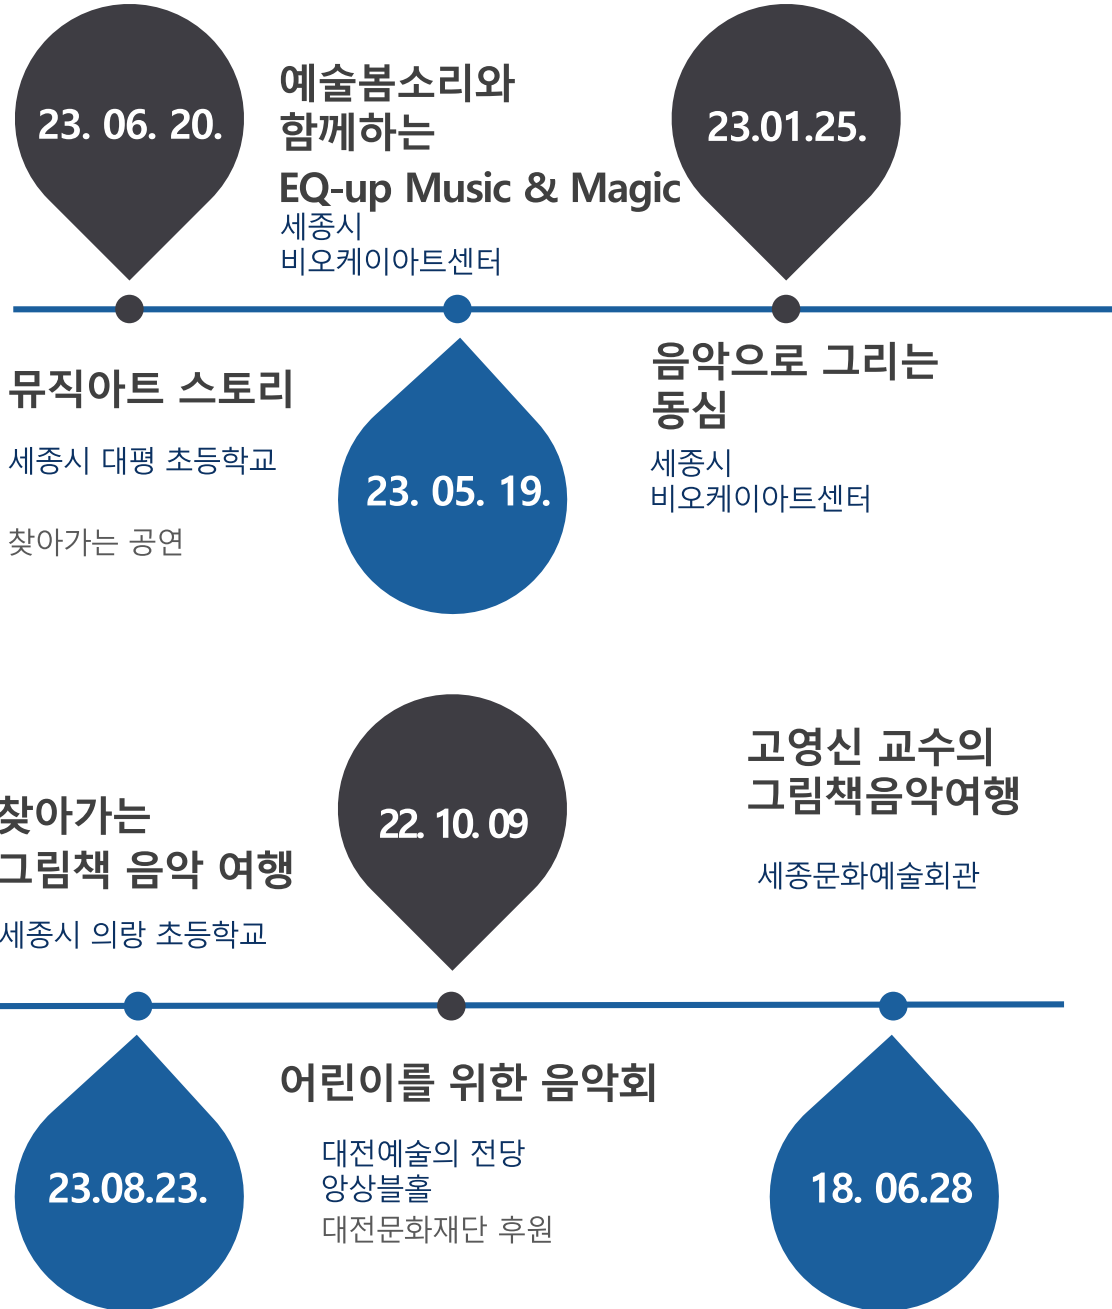 23. 06. 20.
뮤직아트 스토리
세종시 대평 초등학교
찾아가는 공연
예술봄소리와
함께하는
EQ-up Music & Magic
세종시
비오케이아트센터
23. 05. 19.
23.01.25.
음악으로 그리는
동심
세종시
비오케이아트센터
찾아가는
그림책 음악 여행
세종시 의랑 초등학교
23.08.23.
22. 10. 09
어린이를 위한 음악회
대전예술의 전당
앙상블홀
대전문화재단 후원
고영신 교수의
그림책음악여행
세종문화예술회관
18. 06.28